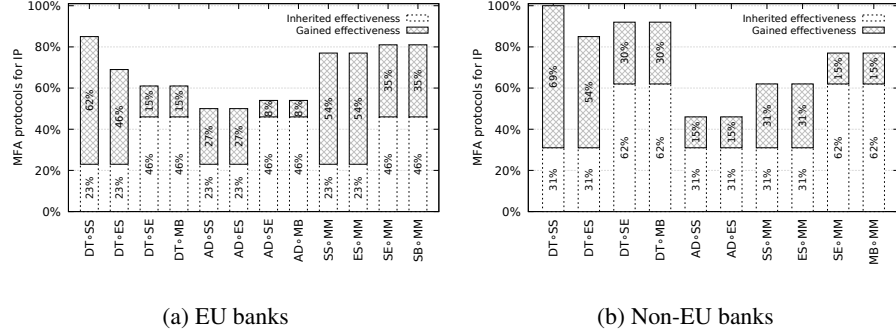 Inherited effectiveness
Gained effectiveness
MFA protocols for IP
100%
80%
60%
40%
20%
0%
62%
23%
46%
23%
15%
46%
15%
46%
27%
23%
27%
23%
8%
46%
8%
46%
54%
23%
54%
23%
35%
46%
35%
46%
DT∘SS
DT∘ES
DT∘SE
DT∘MB
AD∘SS
AD∘ES
AD∘SE
AD∘MB
SS∘MM
ES∘MM
SE∘MM
SB∘MM
(a) EU banks
Inherited effectiveness
Gained effectiveness
MFA protocols for IP
100%
80%
60%
40%
20%
0%
69%
31%
54%
31%
30%
62%
30%
62%
15%
31%
15%
31%
31%
31%
31%
31%
15%
62%
15%
62%
DT∘SS
DT∘ES
DT∘SE
DT∘MB
AD∘SS
AD∘ES
SS∘MM
ES∘MM
SE∘MM
MB∘MM
(b) Non-EU banks